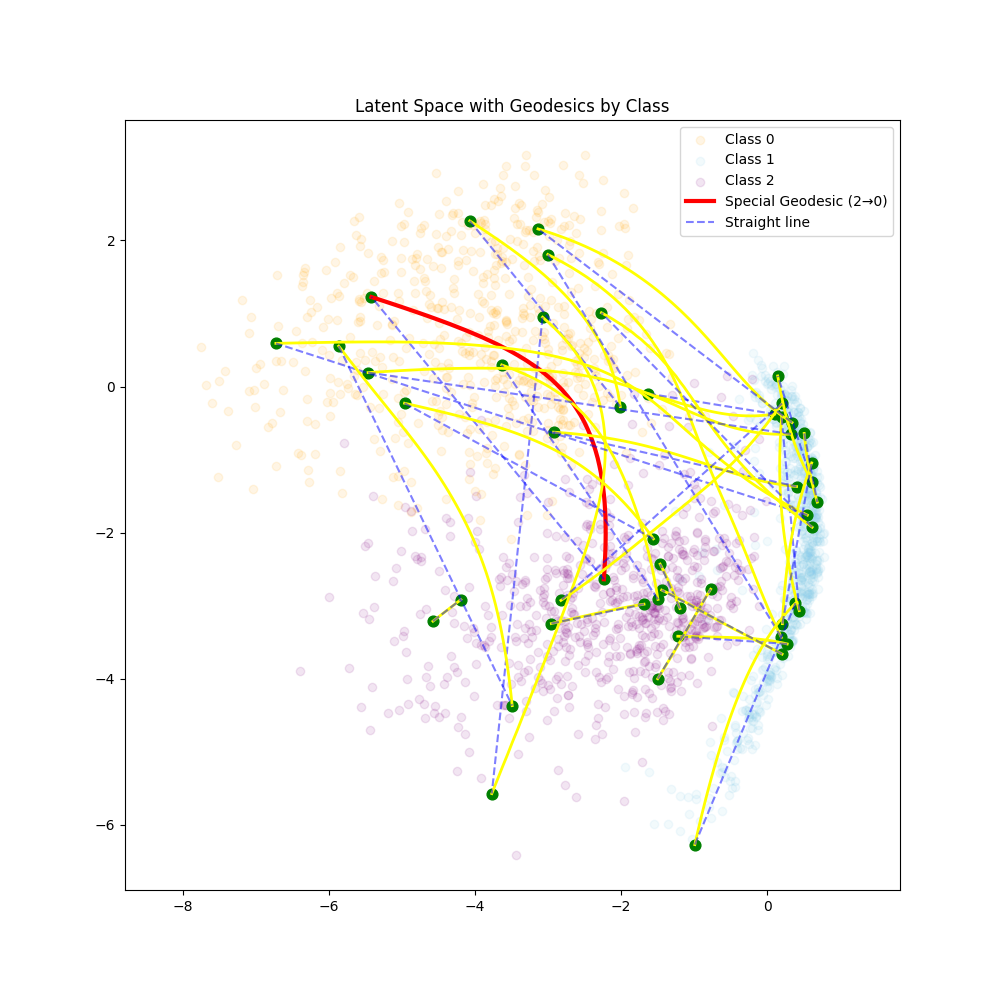 Latent Space with Geodesics by Class
Class 0
Class 1
Class 2
Special Geodesic (2→0)
Straight line
2
0
−2
−4
−6
−8
−6
−4
−2
0